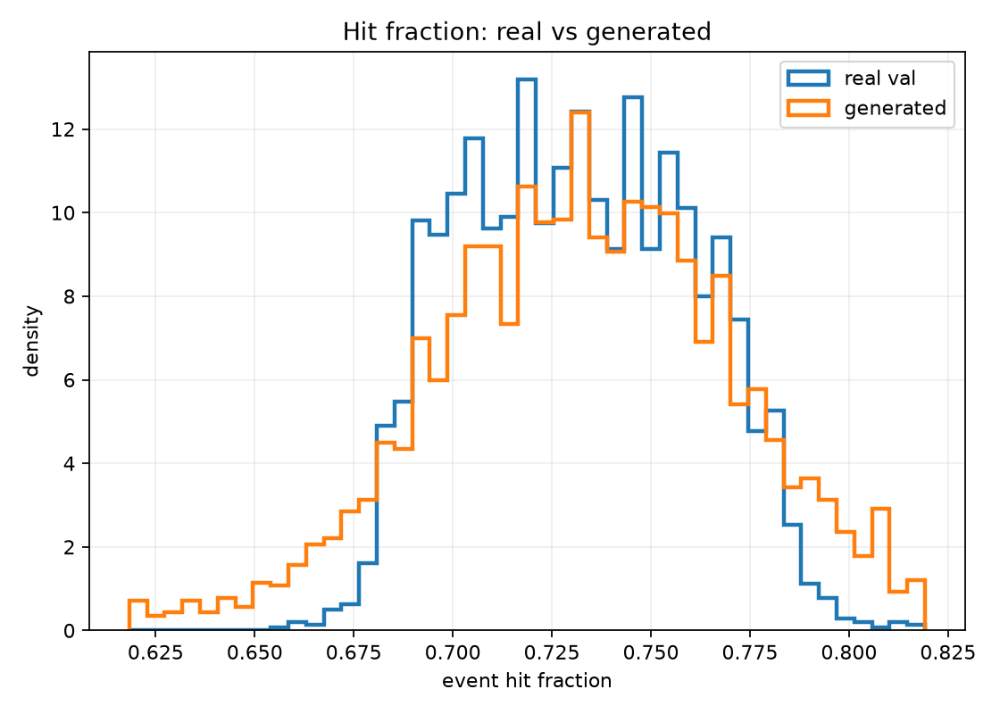 Hit fraction: real vs generated
real val
generated
density
12
10
8
6
4
2
0
0.625 0.650 0.675 0.700 0.725 0.750 0.775 0.800 0.825
event hit fraction